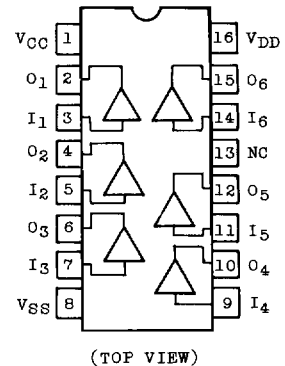 VCC 1 16 VDD
O1 2 15 O6
I1 3 14 I6
O2 4 13 NC
I2 5 12 O5
O3 6 11 I5
I3 7 10 O4
VSS 8 9 I4
(TOP VIEW)